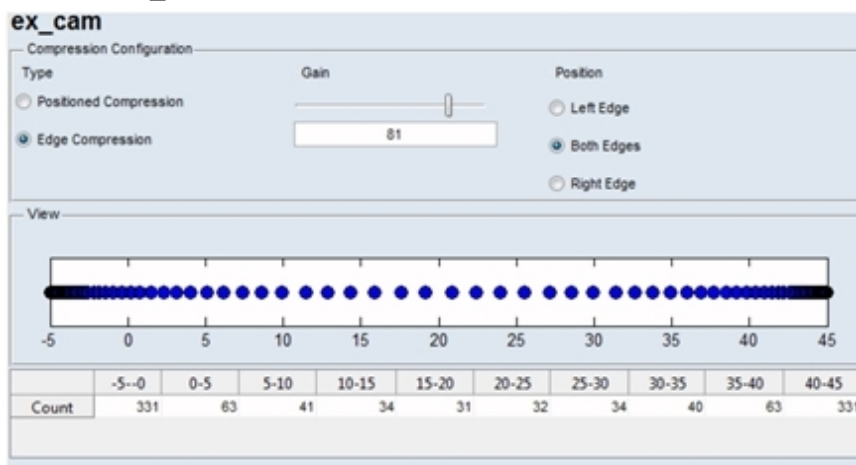 ex_cam
Compression Configuration
Type Gain Position
Positioned Compression
Left Edge
Edge Compression
81
Both Edges
Right Edge
View
-5 0 5 10 15 20 25 30 35 40 45
-5--0 0-5 5-10 10-15 15-20 20-25 25-30 30-35 35-40 40-45
Count 331 63 41 34 31 32 34 40 63 331